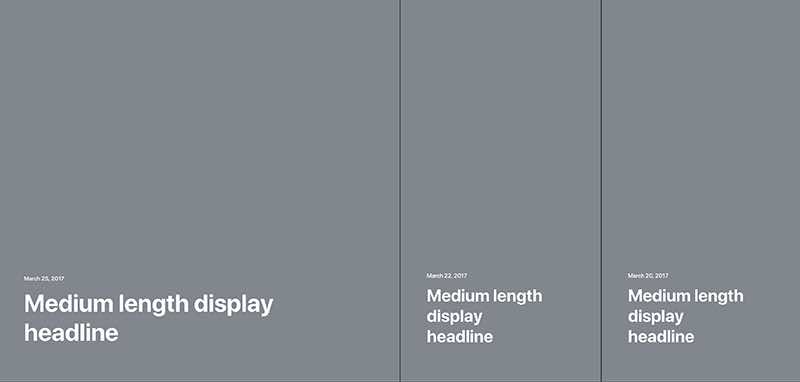 March 25, 2017
Medium length display
headline
March 22, 2017
Medium length
display
headline
March 20, 2017
Medium length
display
headline